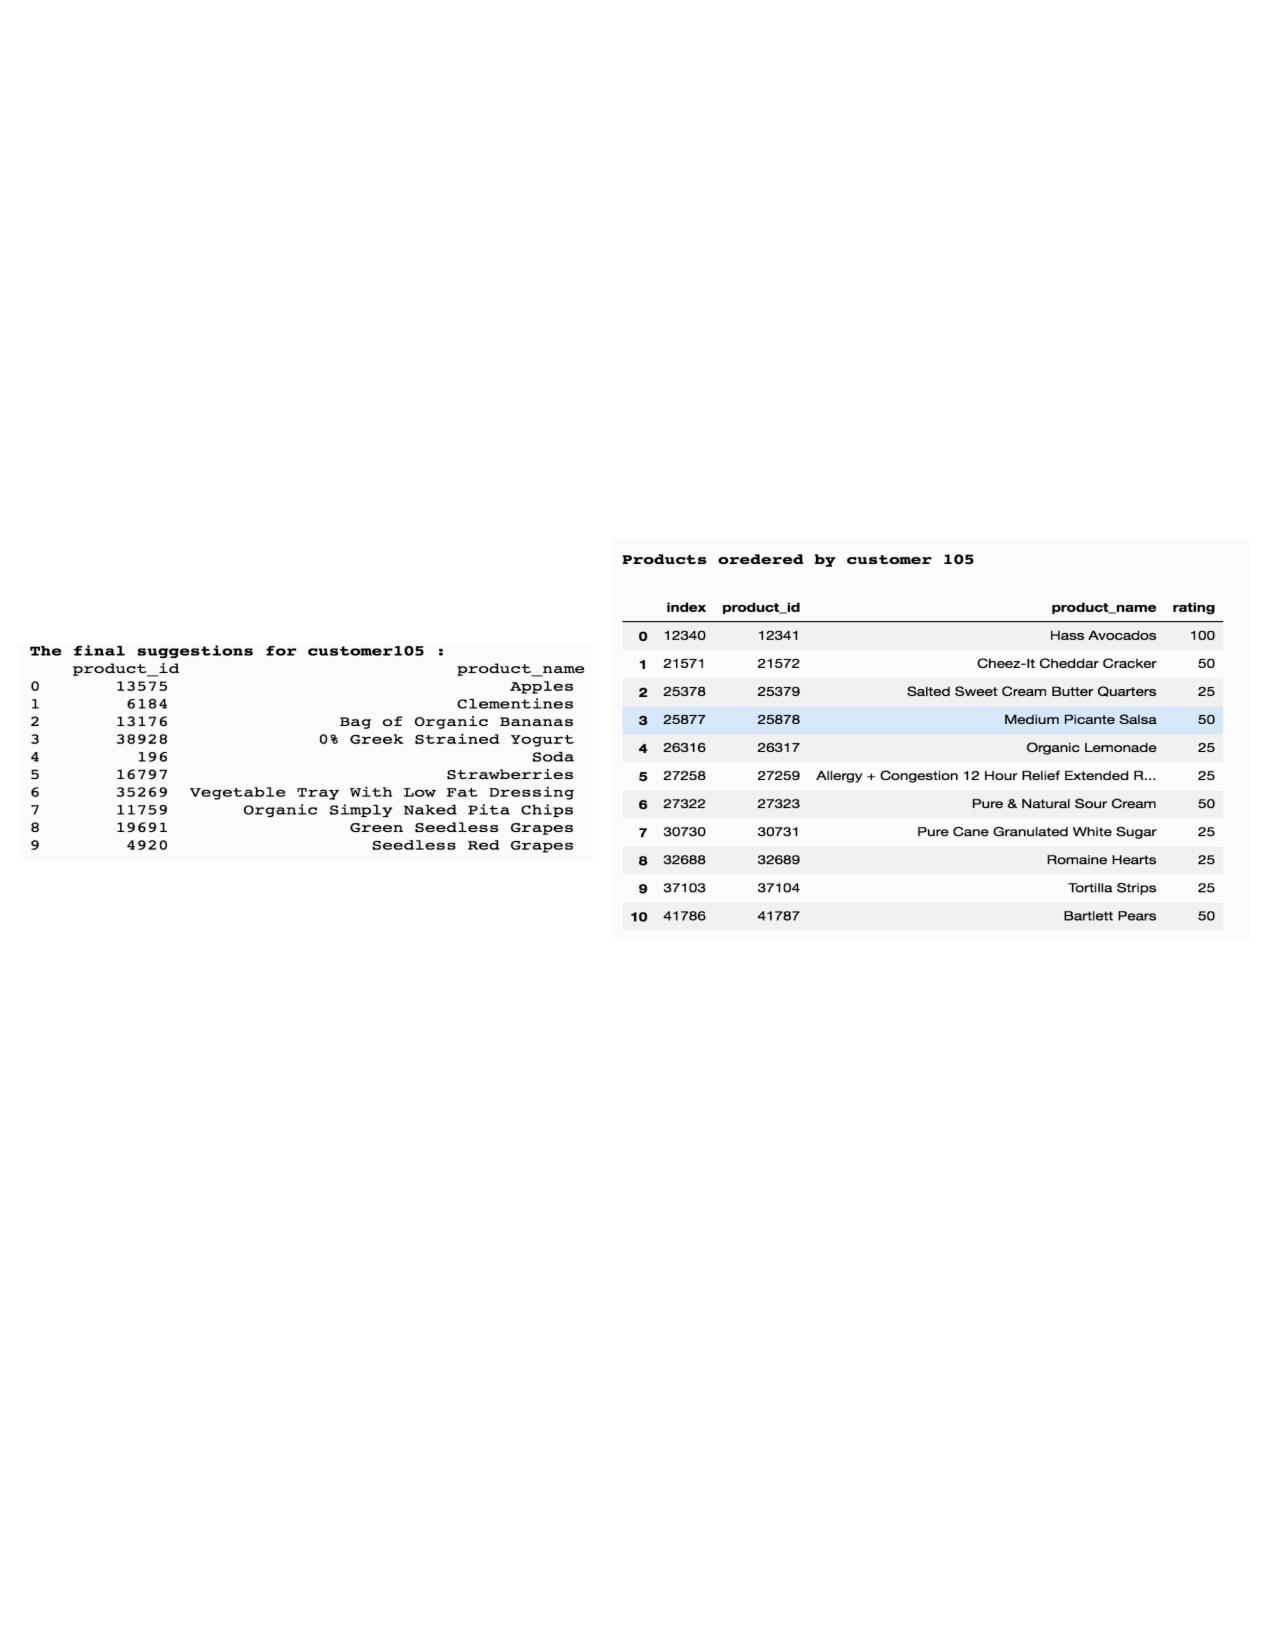 The final suggestions for customer105 :
product_id product_name
0 13575 Apples
1 6184 Clementines
2 13176 Bag of Organic Bananas
3 38928 0% Greek Strained Yogurt
4 196 Soda
5 16797 Strawberries
6 35269 Vegetable Tray With Low Fat Dressing
7 11759 Organic Simply Naked Pita Chips
8 19691 Green Seedless Grapes
9 4920 Seedless Red Grapes
Products oredered by customer 105
index product_id product_name rating
0 12340 12341 Hass Avocados 100
1 21571 21572 Cheez-It Cheddar Cracker 50
2 25378 25379 Salted Sweet Cream Butter Quarters 25
3 25877 25878 Medium Picante Salsa 50
4 26316 26317 Organic Lemonade 25
5 27258 27259 Allergy + Congestion 12 Hour Relief Extended R... 25
6 27322 27323 Pure & Natural Sour Cream 50
7 30730 30731 Pure Cane Granulated White Sugar 25
8 32688 32689 Romaine Hearts 25
9 37103 37104 Tortilla Strips 25
10 41786 41787 Bartlett Pears 50